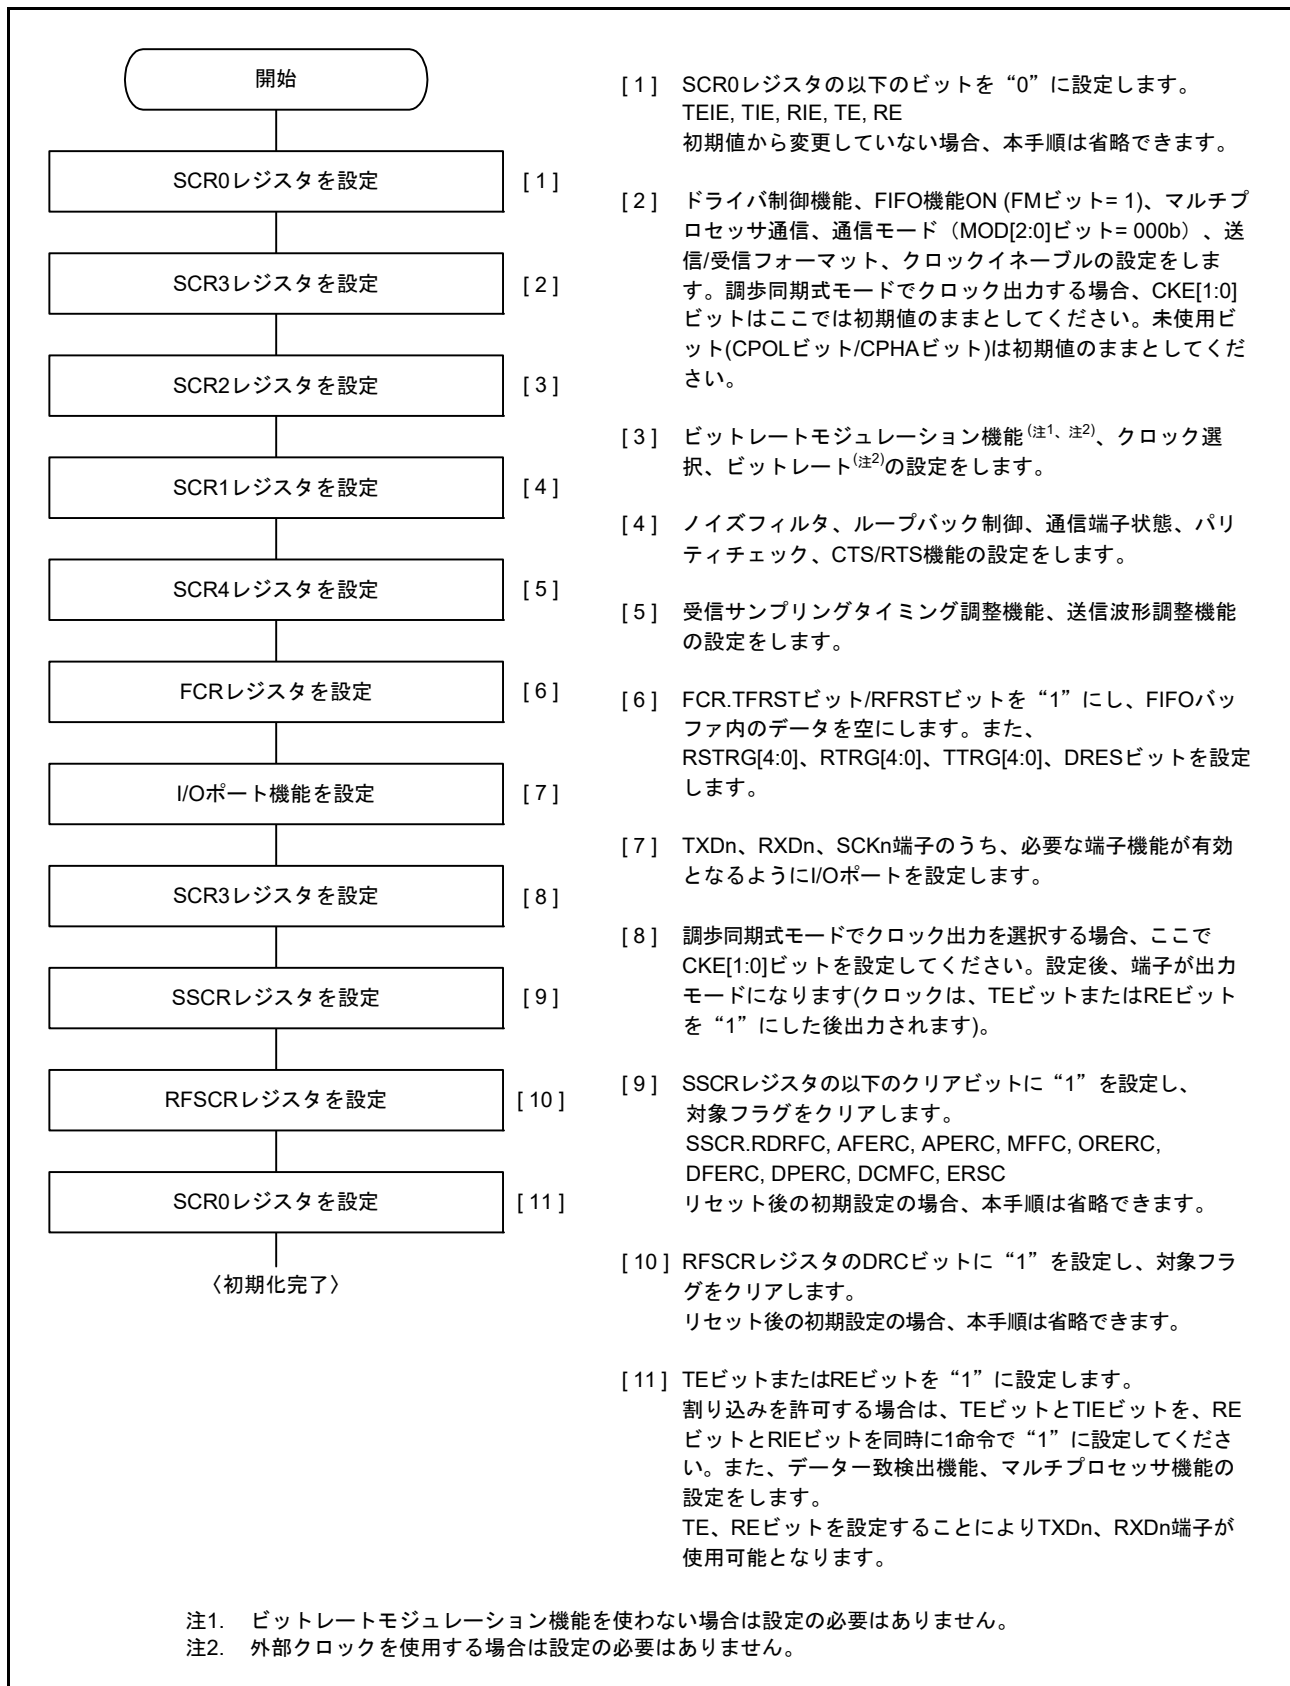 開始
SCR0レジスタを設定 [ 1 ]
SCR3レジスタを設定 [ 2 ]
SCR2レジスタを設定 [ 3 ]
SCR1レジスタを設定 [ 4 ]
SCR4レジスタを設定 [ 5 ]
FCRレジスタを設定 [ 6 ]
I/Oポート機能を設定 [ 7 ]
SCR3レジスタを設定 [ 8 ]
SSCRレジスタを設定 [ 9 ]
RFSCRレジスタを設定 [ 10 ]
SCR0レジスタを設定 [ 11 ]
〈初期化完了〉
[ 1 ] SCR0レジスタの以下のビットを“0”に設定します。
TEIE, TIE, RIE, TE, RE
初期値から変更していない場合、本手順は省略できます。
[ 2 ] ドライバ制御機能、FIFO機能ON (FMビット= 1)、マルチプ
ロセッサ通信、通信モード（MOD[2:0]ビット= 000b）、送
信/受信フォーマット、クロックイネーブルの設定をしま
す。調歩同期式モードでクロック出力する場合、CKE[1:0]
ビットはここでは初期値のままとしてください。未使用ビ
ット(CPOLビット/CPHAビット)は初期値のままとしてくだ
さい。
[ 3 ] ビットレートモジュレーション機能(注1、注2)、クロック選
択、ビットレート(注2)の設定をします。
[ 4 ] ノイズフィルタ、ループバック制御、通信端子状態、パリ
ティチェック、CTS/RTS機能の設定をします。
[ 5 ] 受信サンプリングタイミング調整機能、送信波形調整機能
の設定をします。
[ 6 ] FCR.TFRSTビット/RFRSTビットを“1”にし、FIFOバッ
ファ内のデータを空にします。また、
RSTRG[4:0]、RTRG[4:0]、TTRG[4:0]、DRESビットを設定
します。
[ 7 ] TXDn、RXDn、SCKn端子のうち、必要な端子機能が有効
となるようにI/Oポートを設定します。
[ 8 ] 調歩同期式モードでクロック出力を選択する場合、ここで
CKE[1:0]ビットを設定してください。設定後、端子が出力
モードになります(クロックは、TEビットまたはREビット
を“1”にした後出力されます)。
[ 9 ] SSCRレジスタの以下のクリアビットに“1”を設定し、
対象フラグをクリアします。
SSCR.RDRFC, AFERC, APERC, MFFC, ORERC,
DFERC, DPERC, DCMFC, ERSC
リセット後の初期設定の場合、本手順は省略できます。
[ 10 ] RFSCRレジスタのDRCビットに“1”を設定し、対象フラ
グをクリアします。
リセット後の初期設定の場合、本手順は省略できます。
[ 11 ] TEビットまたはREビットを“1”に設定します。
割り込みを許可する場合は、TEビットとTIEビットを、RE
ビットとRIEビットを同時に1命令で“1”に設定してくださ
い。また、データ一致検出機能、マルチプロセッサ機能の
設定をします。
TE、REビットを設定することによりTXDn、RXDn端子が
使用可能となります。
注1. ビットレートモジュレーション機能を使わない場合は設定の必要はありません。
注2. 外部クロックを使用する場合は設定の必要はありません。